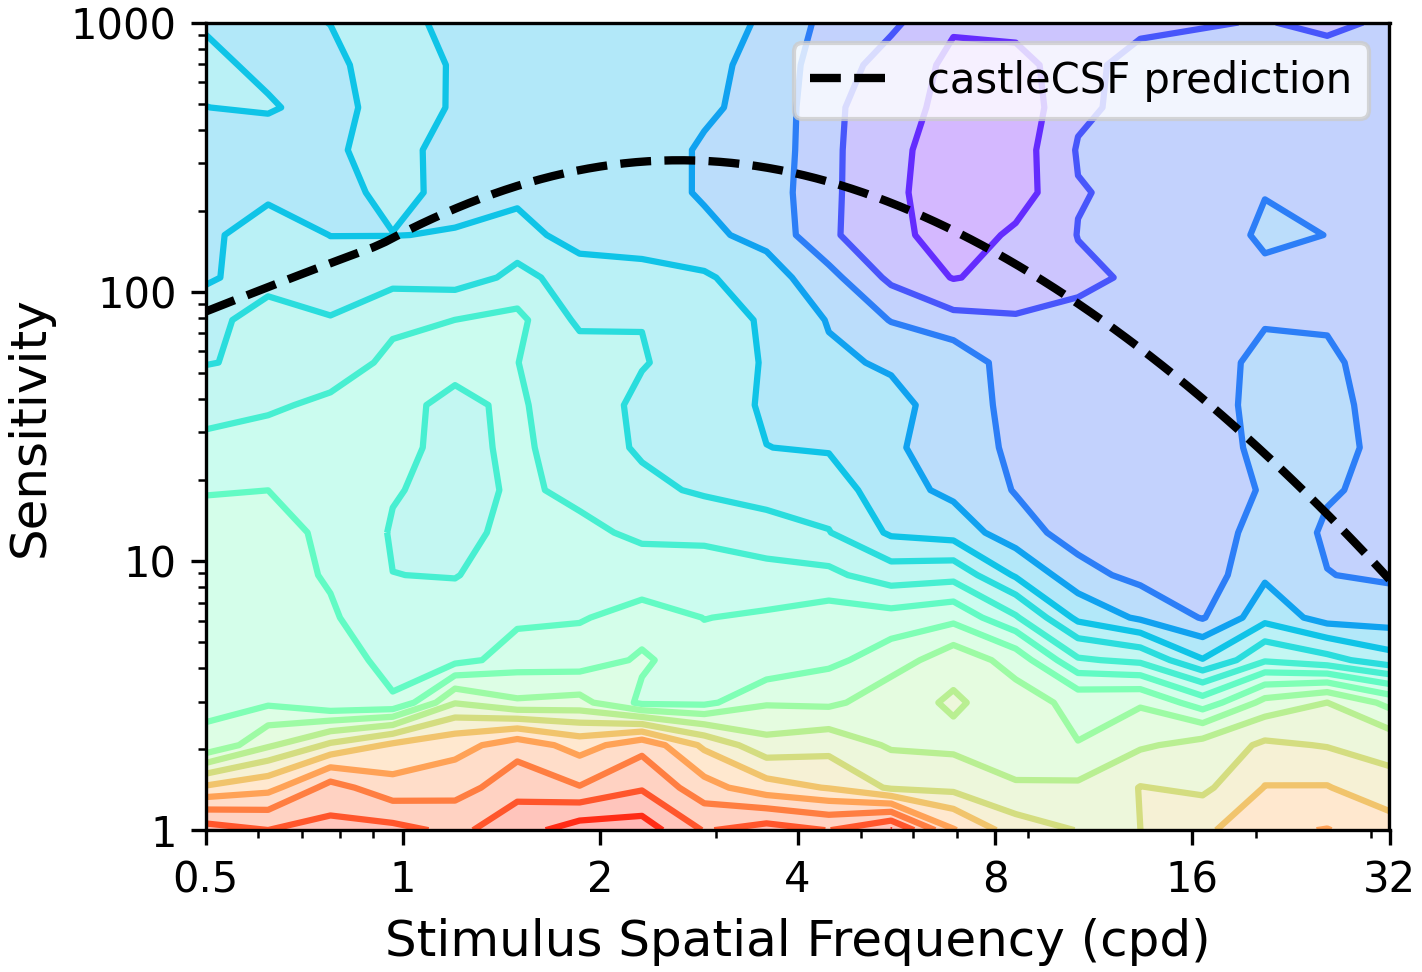 1000
castleCSF prediction
100
Sensitivity
10
1
0.5 1 2 4 8 16 32
Stimulus Spatial Frequency (cpd)